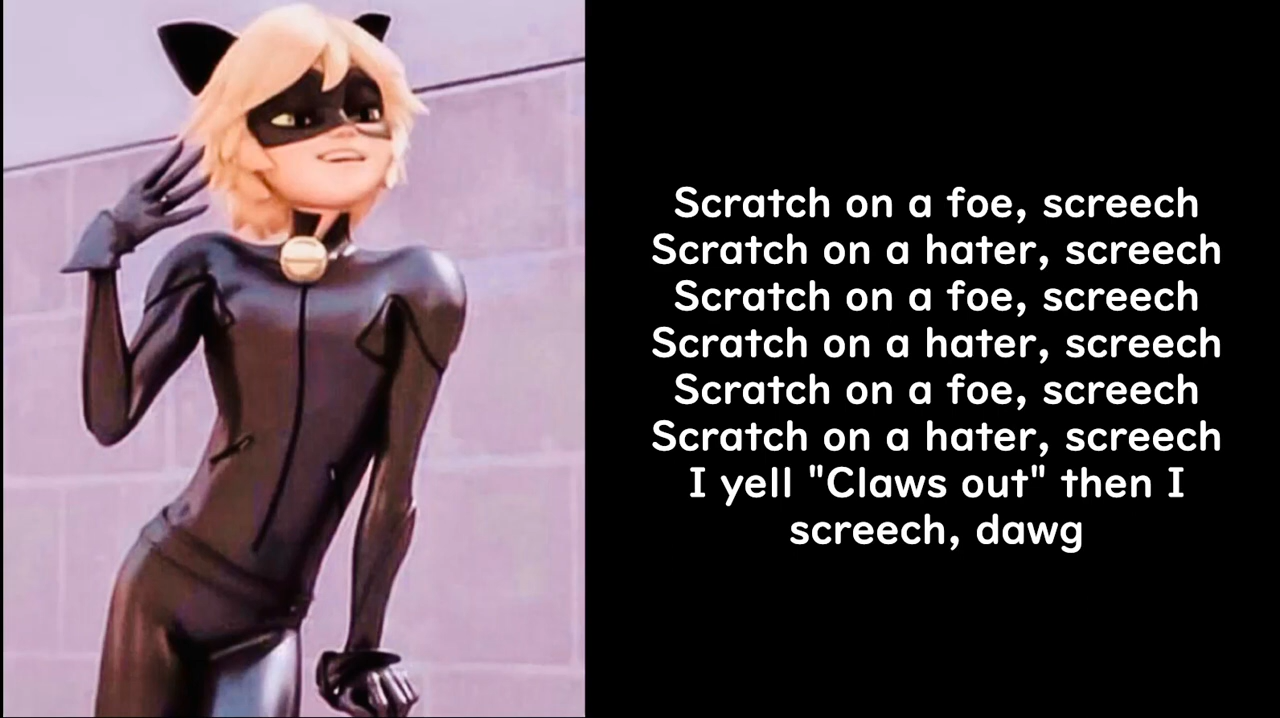 Scratch on a foe, screech
Scratch on a hater, screech
Scratch on a foe, screech
Scratch on a hater, screech
Scratch on a foe, screech
Scratch on a hater, screech
I yell "Claws out" then I
screech, dawg